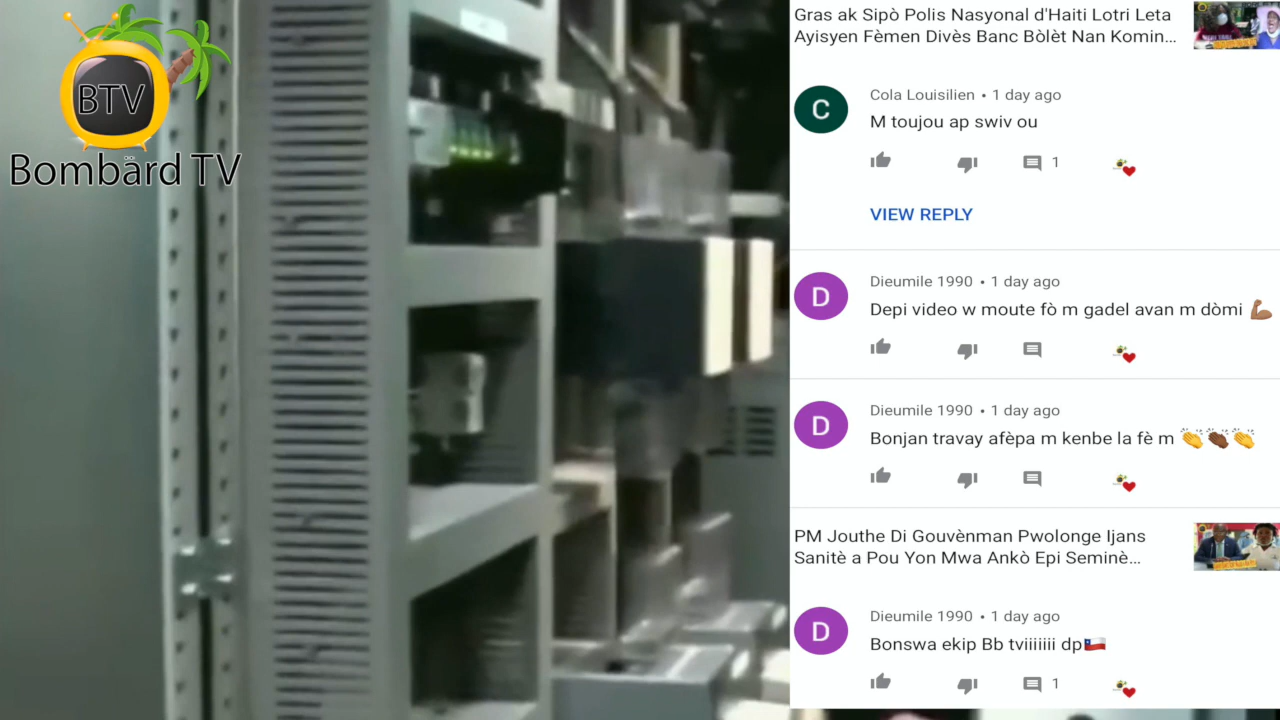 BTV
Bombärd TV
Gras ak Sipò Polis Nasyonal d'Haiti Lotri Leta
Ayisyen Fèmen Divès Banc Bòlèt Nan Komin...
C
Cola Louisilien • 1 day ago
M toujou ap swiv ou
1
VIEW REPLY
D
Dieumile 1990 • 1 day ago
Depi video w moute fò m gadel avan m dòmi 💪🏾
D
Dieumile 1990 • 1 day ago
Bonjan travay afèpa m kenbe la fè m 👏👏🏾👏
PM Jouthe Di Gouvènman Pwolonge Ijans
Sanitè a Pou Yon Mwa Ankò Epi Seminè...
D
Dieumile 1990 • 1 day ago
Bonswa ekip Bb tviiiiiii dp🇨🇱
1